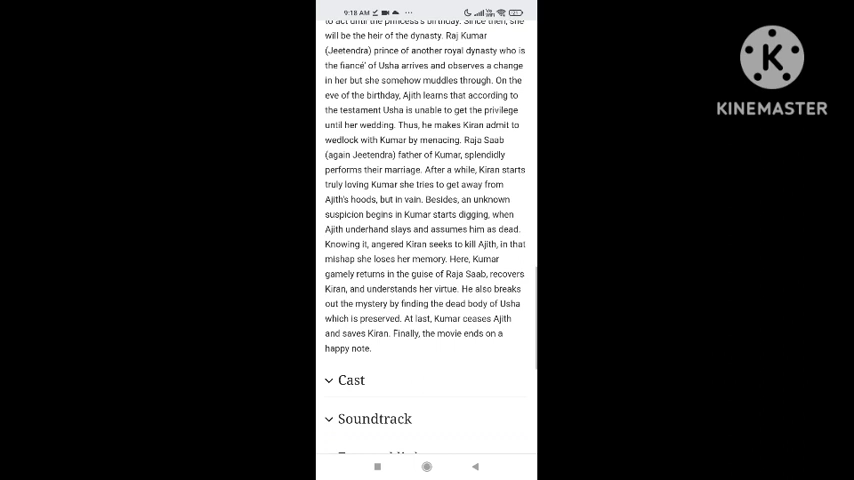 9:18 AM
to act until the princess's birthday. Since then, she
will be the heir of the dynasty. Raj Kumar
(Jeetendra) prince of another royal dynasty who is
the fiancé' of Usha arrives and observes a change
in her but she somehow muddles through. On the
eve of the birthday, Ajith learns that according to
the testament Usha is unable to get the privilege
until her wedding. Thus, he makes Kiran admit to
wedlock with Kumar by menacing. Raja Saab
(again Jeetendra) father of Kumar, splendidly
performs their marriage. After a while, Kiran starts
truly loving Kumar she tries to get away from
Ajith's hoods, but in vain. Besides, an unknown
suspicion begins in Kumar starts digging, when
Ajith underhand slays and assumes him as dead.
Knowing it, angered Kiran seeks to kill Ajith, in that
mishap she loses her memory. Here, Kumar
gamely returns in the guise of Raja Saab, recovers
Kiran, and understands her virtue. He also breaks
out the mystery by finding the dead body of Usha
which is preserved. At last, Kumar ceases Ajith
and saves Kiran. Finally, the movie ends on a
happy note.
Cast
Soundtrack
K
KINEMASTER